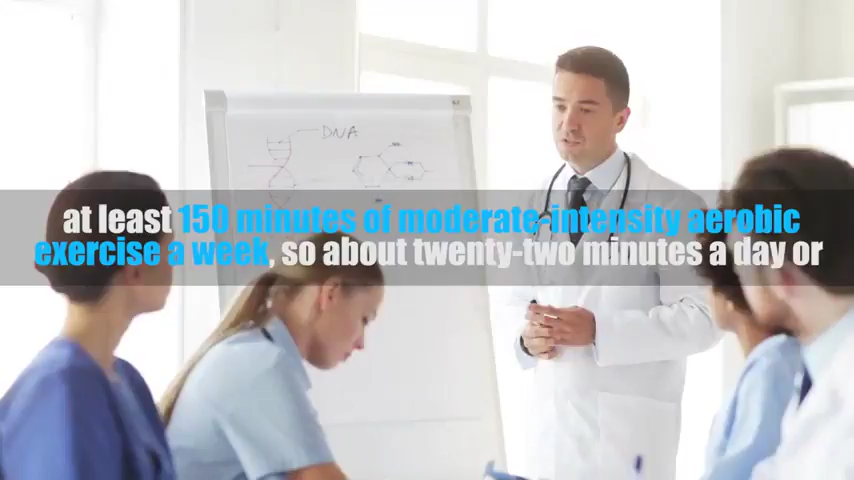 DNA
at least 150 minutes of moderate-intensity aerobic
exercise a week, so about twenty-two minutes a day or